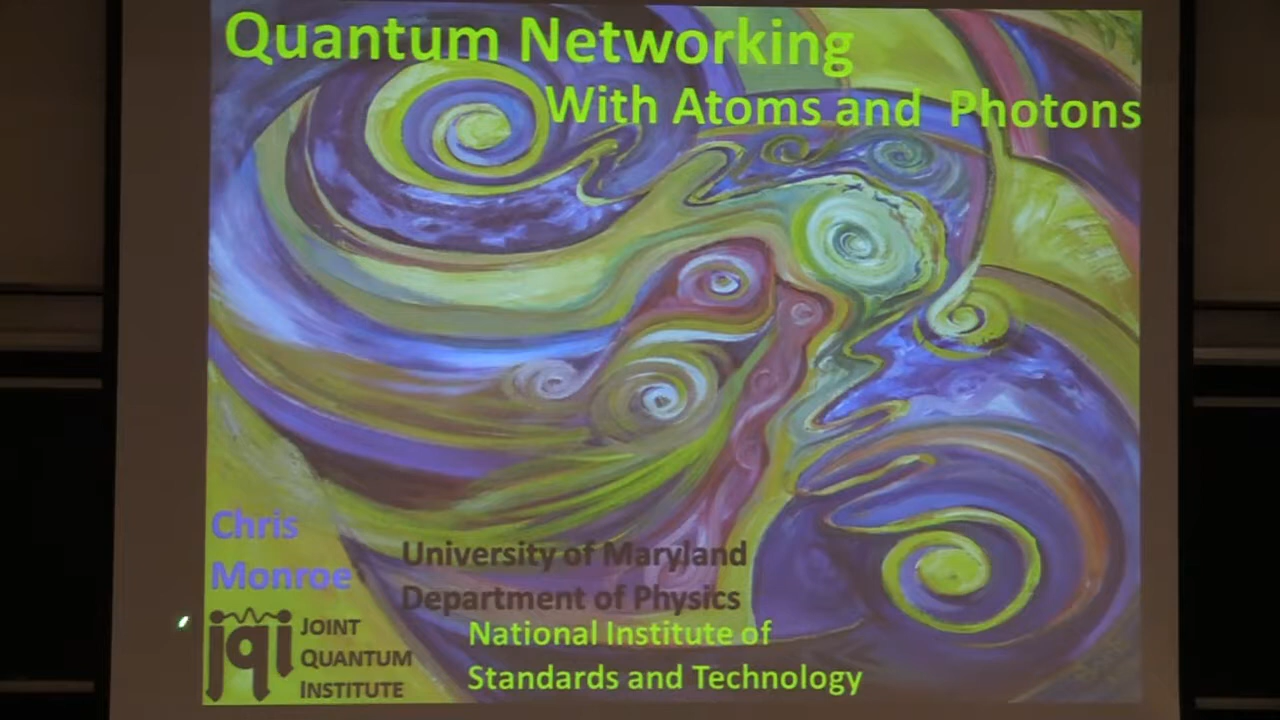 Quantum Networking
With Atoms and Photons
Chris
Monroe
University of Maryland
Department of Physics
National Institute of
Standards and Technology
jqi
JOINT
QUANTUM
INSTITUTE